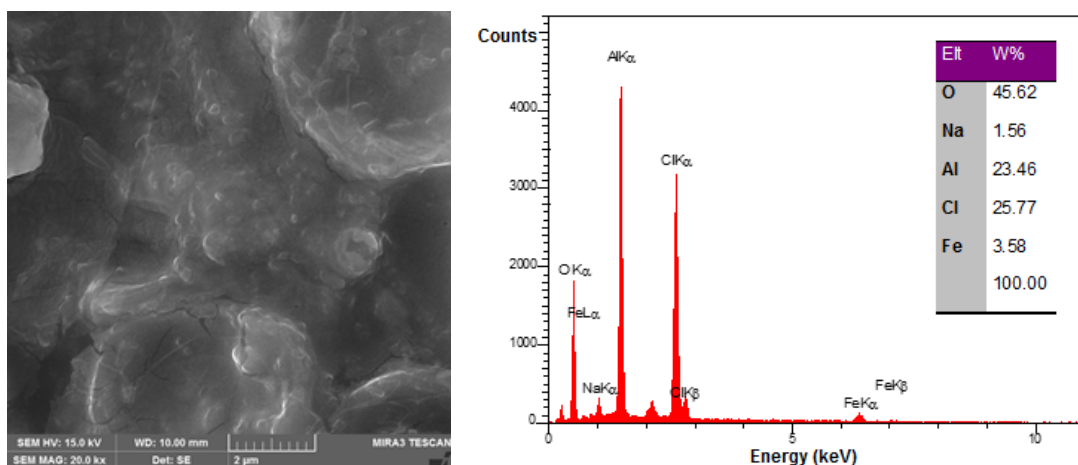 SEM HV: 15.0 kV WD: 10.00 mm MIRA3 TESCAN
SEM MAG: 20.0 kx Det: SE 2 µm
Counts
4000
3000
2000
1000
0
AlKα
ClKα
OKα
FeLα
NaKα
ClKβ
FeKα
FeKβ
0 5 10
Energy (keV)
Elt W%
O 45.62
Na 1.56
Al 23.46
Cl 25.77
Fe 3.58
100.00